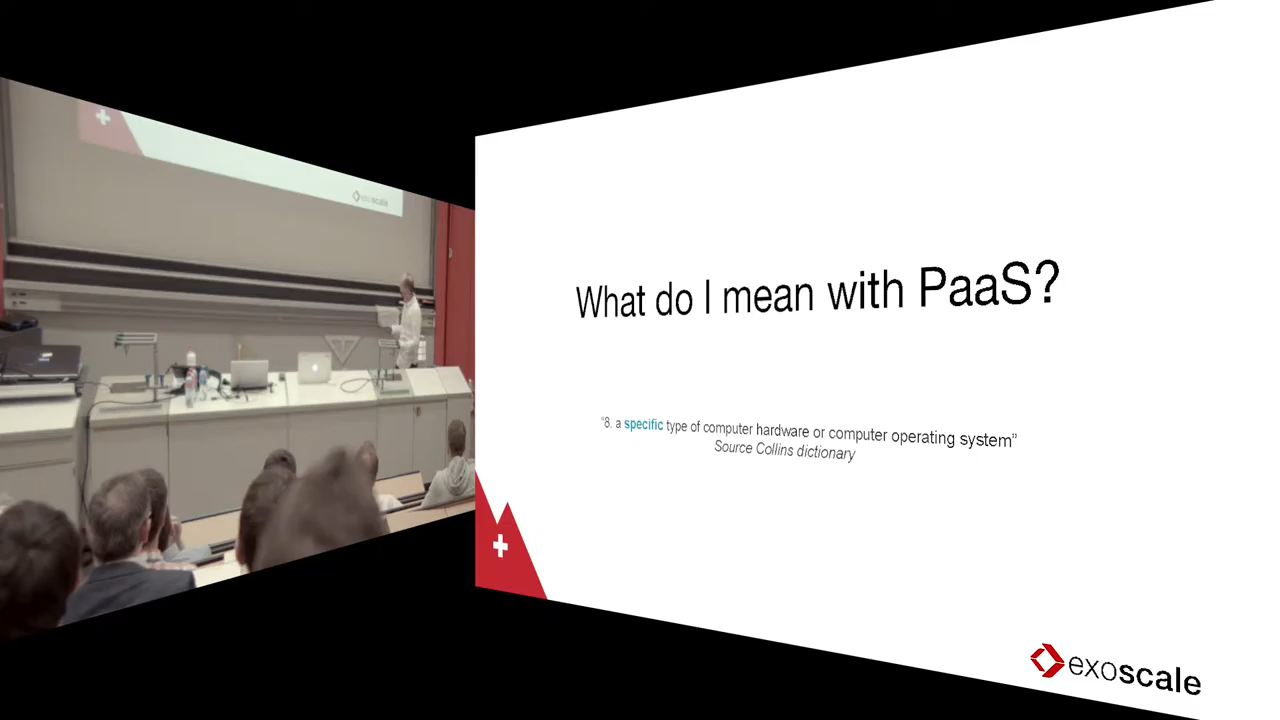 exoscale
What do I mean with PaaS?
“8. a specific type of computer hardware or computer operating system”
Source Collins dictionary
exoscale